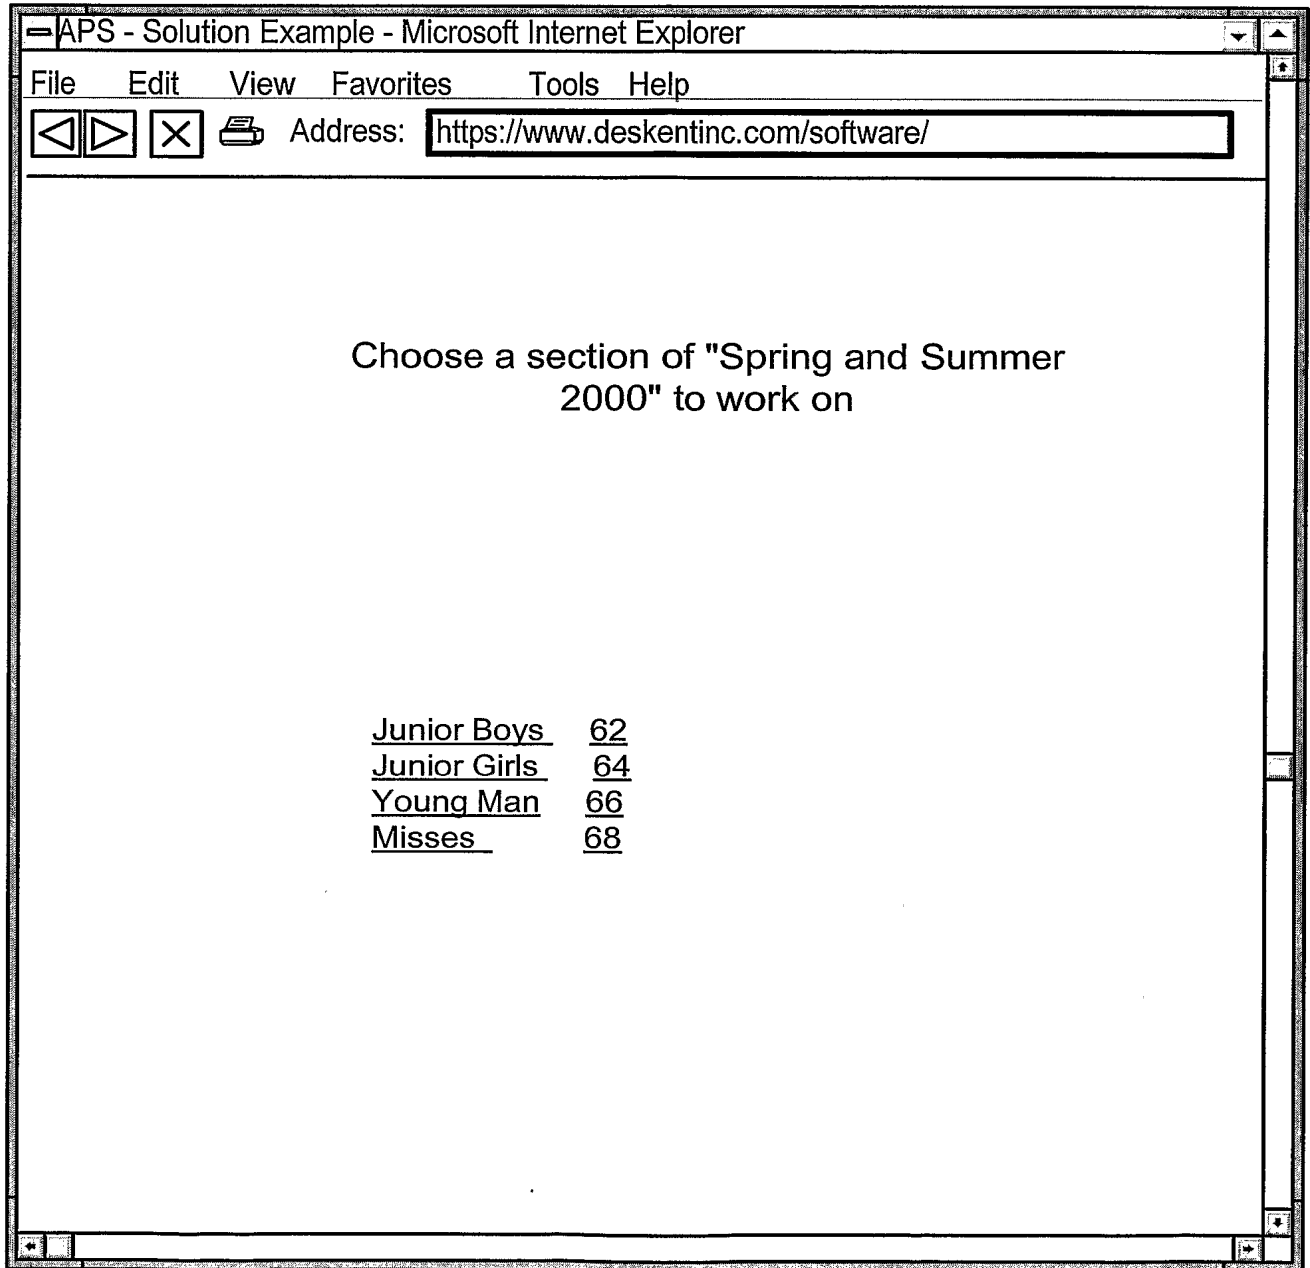 APS - Solution Example - Microsoft Internet Explorer
File Edit View Favorites Tools Help
Address: https://www.deskentinc.com/software/
Choose a section of "Spring and Summer
2000" to work on
Junior Boys 62
Junior Girls 64
Young Man 66
Misses 68